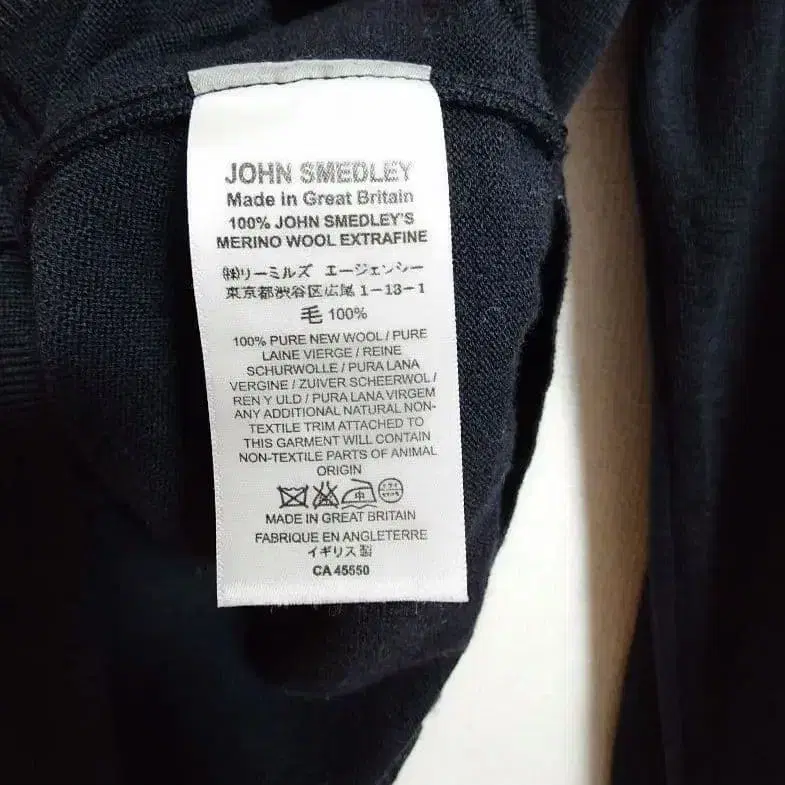 JOHN SMEDLEY
Made in Great Britain
100% JOHN SMEDLEY'S
MERINO WOOL EXTRAFINE
㈱リーミルズ エージェンシー
東京都渋谷区広尾 1-13-1
毛 100%
100% PURE NEW WOOL / PURE
LAINE VIERGE / REINE
SCHURWOLLE / PURA LANA
VERGINE / ZUIVER SCHEERWOL /
REN Y ULD / PURA LANA VIRGEM
ANY ADDITIONAL NATURAL NON-
TEXTILE TRIM ATTACHED TO
THIS GARMENT WILL CONTAIN
NON-TEXTILE PARTS OF ANIMAL
ORIGIN
中
MADE IN GREAT BRITAIN
FABRIQUE EN ANGLETERRE
イギリス製
CA 45550